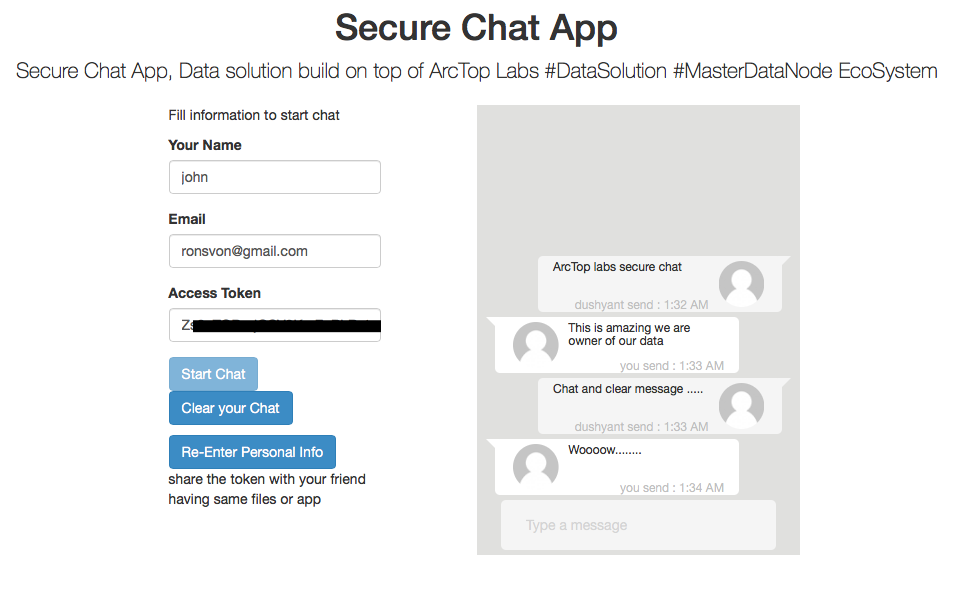 Secure Chat App
Secure Chat App, Data solution build on top of ArcTop Labs #DataSolution #MasterDataNode EcoSystem
Fill information to start chat
Your Name
john
Email
ronsvon@gmail.com
Access Token
Start Chat
Clear your Chat
Re-Enter Personal Info
share the token with your friend
having same files or app
ArcTop labs secure chat
dushyant send : 1:32 AM
This is amazing we are
owner of our data
you send : 1:33 AM
Chat and clear message .....
dushyant send : 1:33 AM
Woooow........
you send : 1:34 AM
Type a message